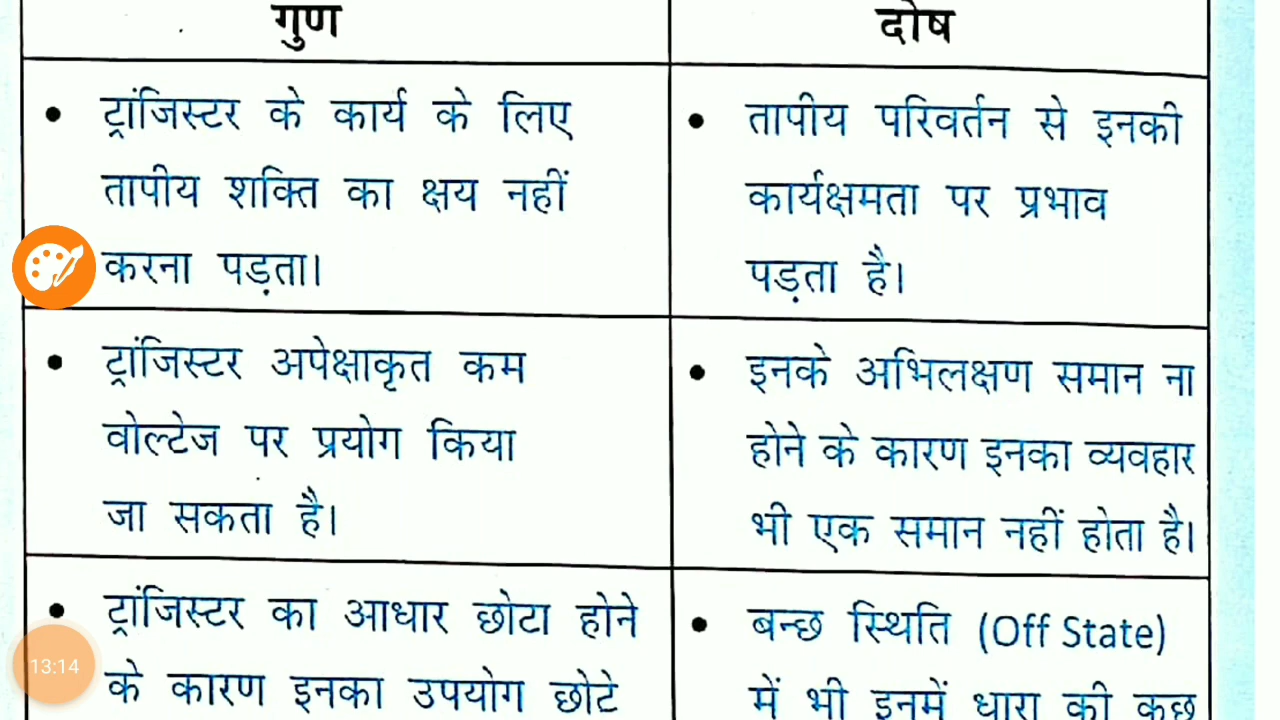 गुण
दोष
• ट्रांजिस्टर के कार्य के लिए
तापीय शक्ति का क्षय नहीं
करना पड़ता।
• तापीय परिवर्तन से इनकी
कार्यक्षमता पर प्रभाव
पड़ता है।
• ट्रांजिस्टर अपेक्षाकृत कम
वोल्टेज पर प्रयोग किया
जा सकता है।
• इनके अभिलक्षण समान ना
होने के कारण इनका व्यवहार
भी एक समान नहीं होता है।
• ट्रांजिस्टर का आधार छोटा होने
के कारण इनका उपयोग छोटे
• बन्छ स्थिति (Off State)
में भी इनमें धारा की कुछ
13:14